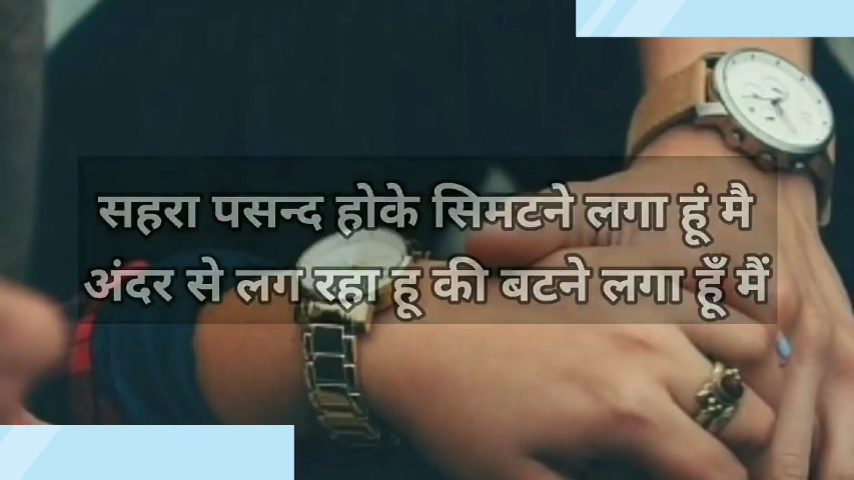 सहरा पसन्द होके सिमटने लगा हूं मै
अंदर से लग रहा हू की बटने लगा हूँ मैं